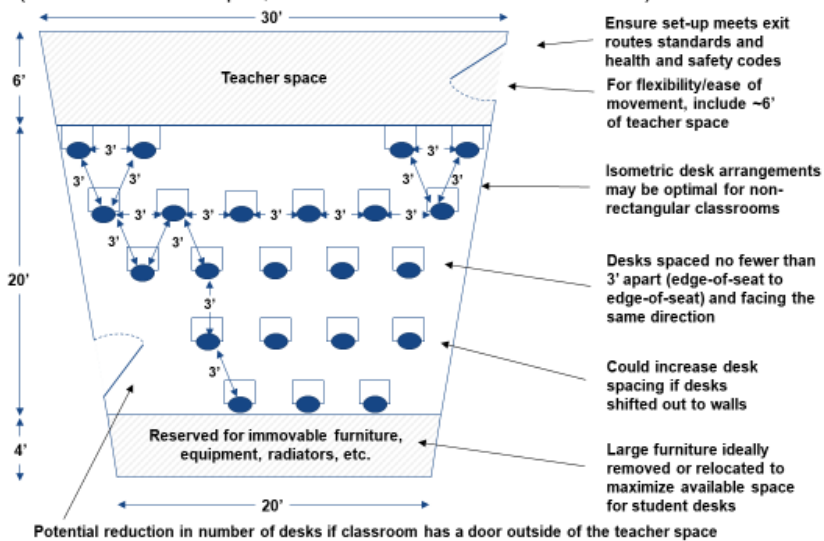 30’
Ensure set-up meets exit
routes standards and
health and safety codes
6’
Teacher space
For flexibility/ease of
movement, include ~6’
of teacher space
3’
3’
3’
3’
3’
3’
Isometric desk arrangements
may be optimal for non-
rectangular classrooms
3’
3’
3’
3’
3’
3’
3’
Desks spaced no fewer than
3’ apart (edge-of-seat to
edge-of-seat) and facing the
same direction
20’
3’
3’
Could increase desk
spacing if desks
shifted out to walls
4’
Reserved for immovable furniture,
equipment, radiators, etc.
Large furniture ideally
removed or relocated to
maximize available space
for student desks
20’
Potential reduction in number of desks if classroom has a door outside of the teacher space